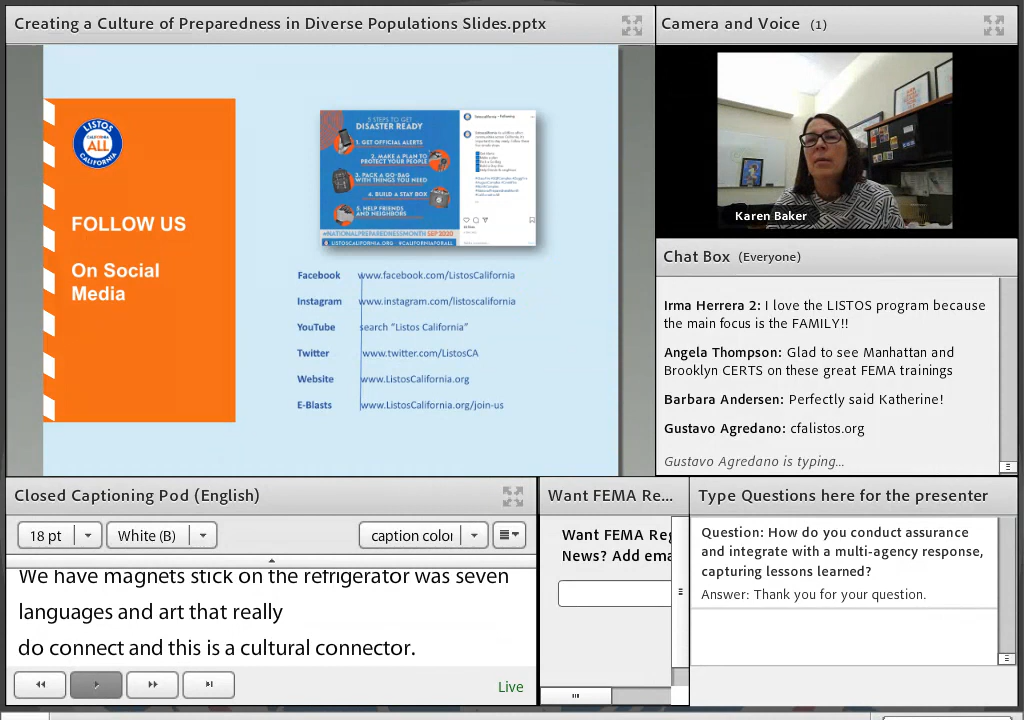 Creating a Culture of Preparedness in Diverse Populations Slides.pptx
LISTOS
CALIFORNIA
ALL
CALIFORNIA
FOLLOW US
On Social
Media
5 STEPS TO GET
DISASTER READY
1. GET OFFICIAL ALERTS
2. MAKE A PLAN TO
PROTECT YOUR PEOPLE
3. PACK A GO-BAG
WITH THINGS YOU NEED
4. BUILD A STAY BOX
5. HELP FRIENDS
AND NEIGHBORS
#NATIONALPREPAREDNESSMONTH SEP 2020
LISTOSCALIFORNIA.ORG #CALIFORNIAFORALL
Facebook www.facebook.com/ListosCalifornia
Instagram www.instagram.com/listoscalifornia
YouTube search "Listos California"
Twitter www.twitter.com/ListosCA
Website www.ListosCalifornia.org
E-Blasts www.ListosCalifornia.org/join-us
Camera and Voice (1)
Karen Baker
Chat Box (Everyone)
Irma Herrera 2: I love the LISTOS program because
the main focus is the FAMILY!!
Angela Thompson: Glad to see Manhattan and
Brooklyn CERTS on these great FEMA trainings
Barbara Andersen: Perfectly said Katherine!
Gustavo Agredano: cfalistos.org
Gustavo Agredano is typing...
Closed Captioning Pod (English)
18 pt White (B) caption color
We have magnets stick on the refrigerator was seven
languages and art that really
do connect and this is a cultural connector.
Live
Want FEMA Re...
Want FEMA Reg
News? Add ema
Type Questions here for the presenter
Question: How do you conduct assurance
and integrate with a multi-agency response,
capturing lessons learned?
Answer: Thank you for your question.